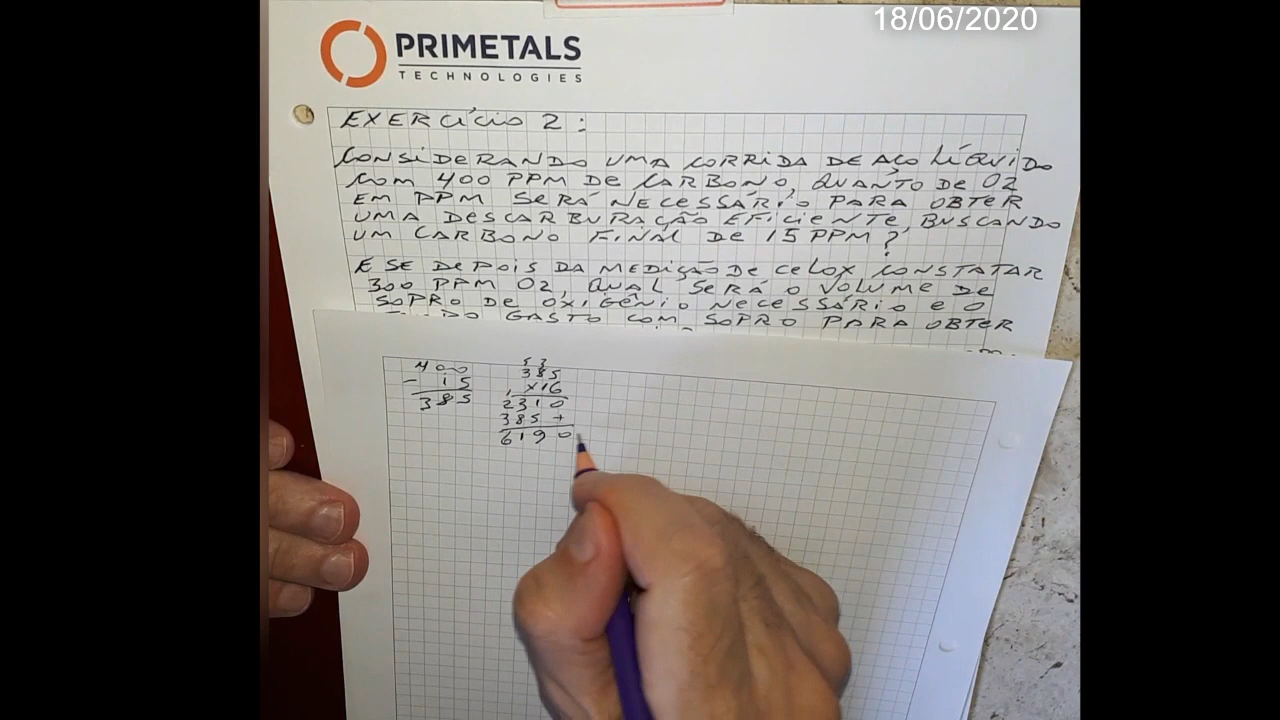 18/06/2020
PRIMETALS
TECHNOLOGIES
EXERCÍCIO 2:
CONSIDERANDO UMA CORRIDA DE AÇO LÍQUIDO
COM 400 PPM DE CARBONO, QUANTO DE O2
EM PPM SERÁ NECESSÁRIO PARA OBTER
UMA DESCARBURAÇÃO EFICIENTE, BUSCANDO
UM CARBONO FINAL DE 15 PPM?
E SE DEPOIS DA MEDIÇÃO DE CELOX CONSTATAR
300 PPM O2, QUAL SERÁ O VOLUME DE
SOPRO DE OXIGÊNIO NECESSÁRIO E O
GASTO COM SOPRO PARA OBTER
400
- 15
385
53
385
x16
2310
385 +
6190